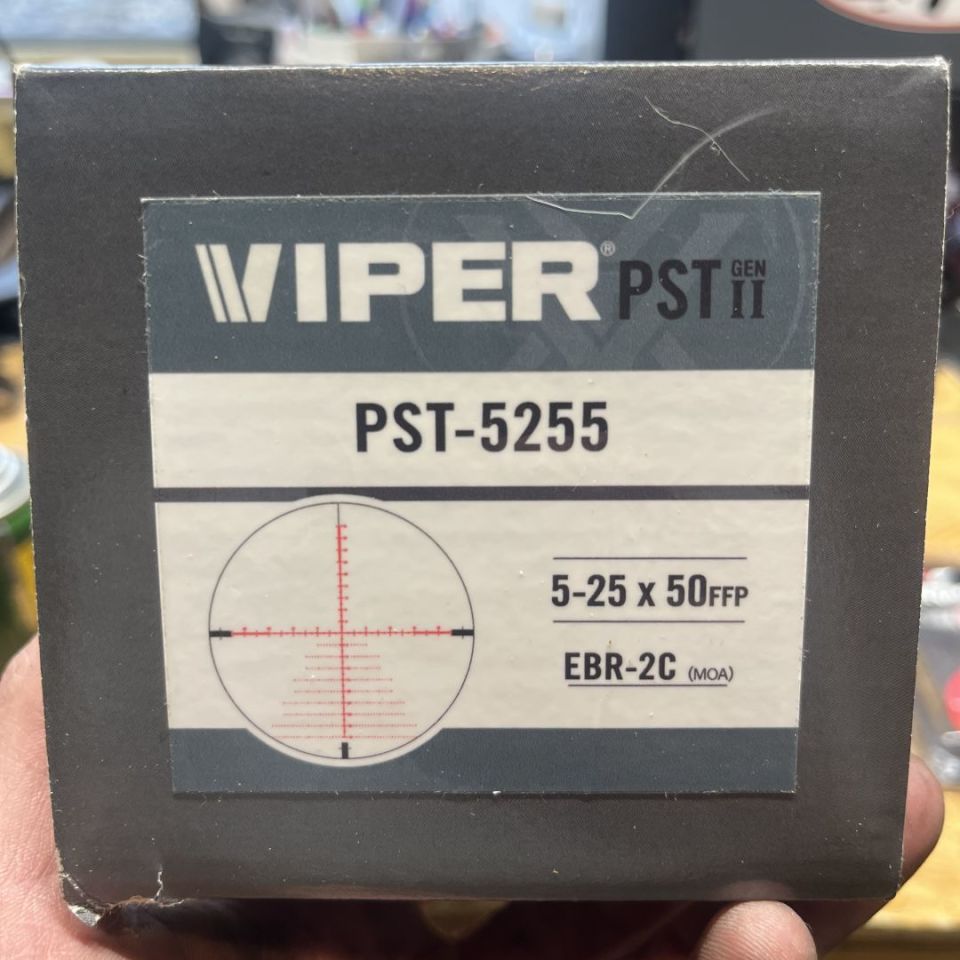 VIPER® PST GEN II
PST-5255
5-25 x 50FFP
EBR-2C (MOA)